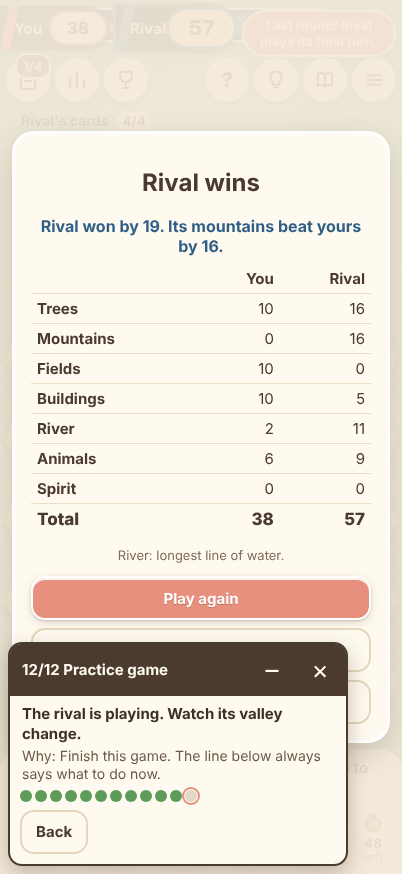 You 38 Rival 57 Last round! Rival
plays its final turn.
1/4
?
Rival's cards 4/4
Rival wins
Rival won by 19. Its mountains beat yours
by 16.
You Rival
Trees 10 16
Mountains 0 16
Fields 10 0
Buildings 10 5
River 2 11
Animals 6 9
Spirit 0 0
Total 38 57
River: longest line of water.
Play again
12/12 Practice game
The rival is playing. Watch its valley
change.
Why: Finish this game. The line below always
says what to do now.
Back
to
48
left